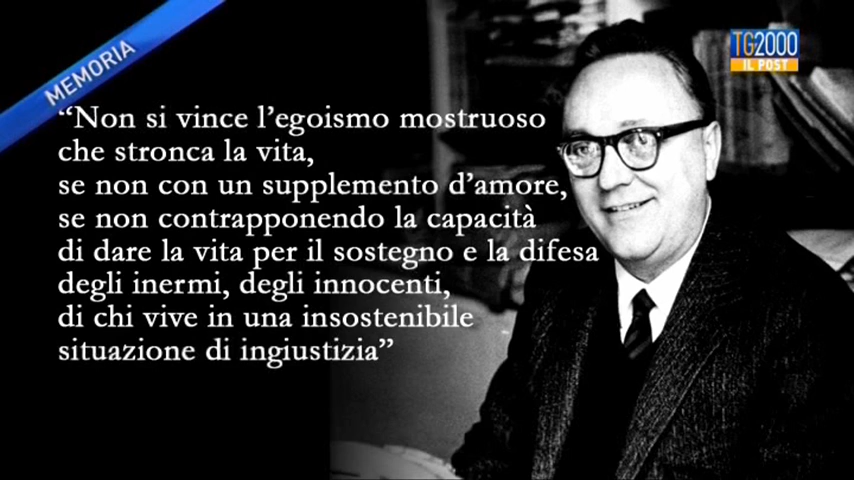 MEMORIA
TG2000
IL POST
“Non si vince l’egoismo mostruoso
che stronca la vita,
se non con un supplemento d’amore,
se non contrapponendo la capacità
di dare la vita per il sostegno e la difesa
degli inermi, degli innocenti,
di chi vive in una insostenibile
situazione di ingiustizia”